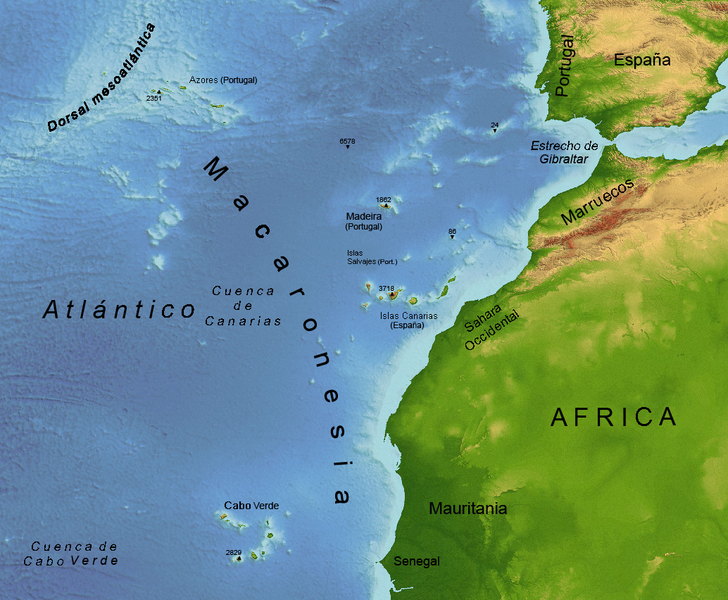 Dorsal mesoatlántica
Azores (Portugal)
2351
Portugal
España
24
6578
Estrecho de
Gibraltar
Macaronesia
1862
Madeira
(Portugal)
Marruecos
86
Islas
Salvajes (Port.)
3718
Islas Canarias
(España)
Cuenca
de
Canarias
Atlántico
Sahara
Occidental
AFRICA
Cabo Verde
2829
Mauritania
Cuenca de
Cabo Verde
Senegal